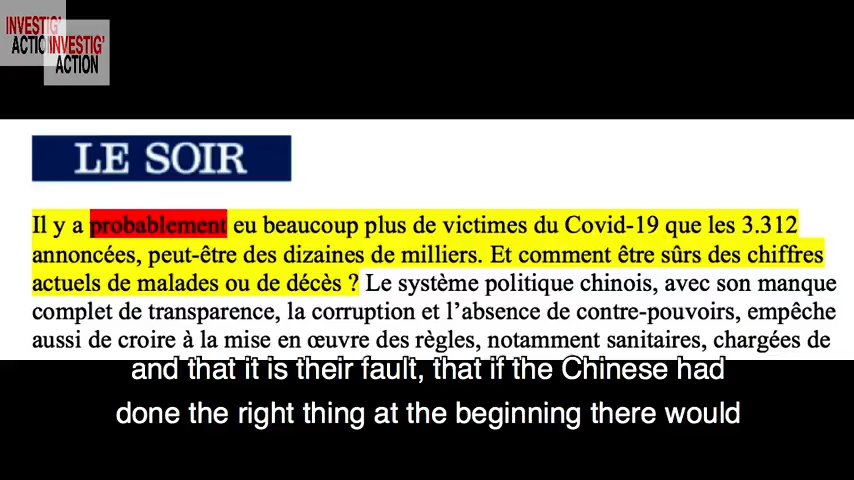 INVESTIG'
ACTION
INVESTIG'
ACTION
LE SOIR
Il y a probablement eu beaucoup plus de victimes du Covid-19 que les 3.312
annoncées, peut-être des dizaines de milliers. Et comment être sûrs des chiffres
actuels de malades ou de décès ? Le système politique chinois, avec son manque
complet de transparence, la corruption et l’absence de contre-pouvoirs, empêche
aussi de croire à la mise en œuvre des règles, notamment sanitaires, chargées de
and that it is their fault, that if the Chinese had
done the right thing at the beginning there would